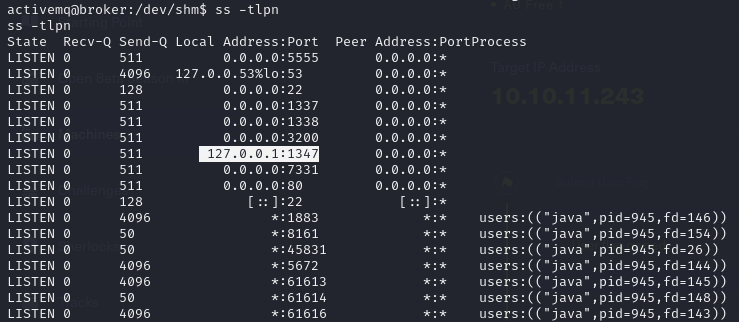 activemq@broker:/dev/shm$ ss -tlpn
ss -tlpn
State  Recv-Q Send-Q Local Address:Port  Peer Address:PortProcess
LISTEN 0      511          0.0.0.0:5555       0.0.0.0:*
LISTEN 0      4096   127.0.0.53%lo:53         0.0.0.0:*
LISTEN 0      128          0.0.0.0:22         0.0.0.0:*
LISTEN 0      511          0.0.0.0:1337       0.0.0.0:*
LISTEN 0      511          0.0.0.0:1338       0.0.0.0:*
LISTEN 0      511          0.0.0.0:3200       0.0.0.0:*
LISTEN 0      511        127.0.0.1:1347       0.0.0.0:*
LISTEN 0      511          0.0.0.0:7331       0.0.0.0:*
LISTEN 0      511          0.0.0.0:80         0.0.0.0:*
LISTEN 0      128             [::]:22            [::]:*
LISTEN 0      4096               *:1883             *:*    users:(("java",pid=945,fd=146))
LISTEN 0      50                 *:8161             *:*    users:(("java",pid=945,fd=154))
LISTEN 0      50                 *:45831            *:*    users:(("java",pid=945,fd=26))
LISTEN 0      4096               *:5672             *:*    users:(("java",pid=945,fd=144))
LISTEN 0      4096               *:61613            *:*    users:(("java",pid=945,fd=145))
LISTEN 0      50                 *:61614            *:*    users:(("java",pid=945,fd=148))
LISTEN 0      4096               *:61616            *:*    users:(("java",pid=945,fd=143))
Target IP Address
10.10.11.243